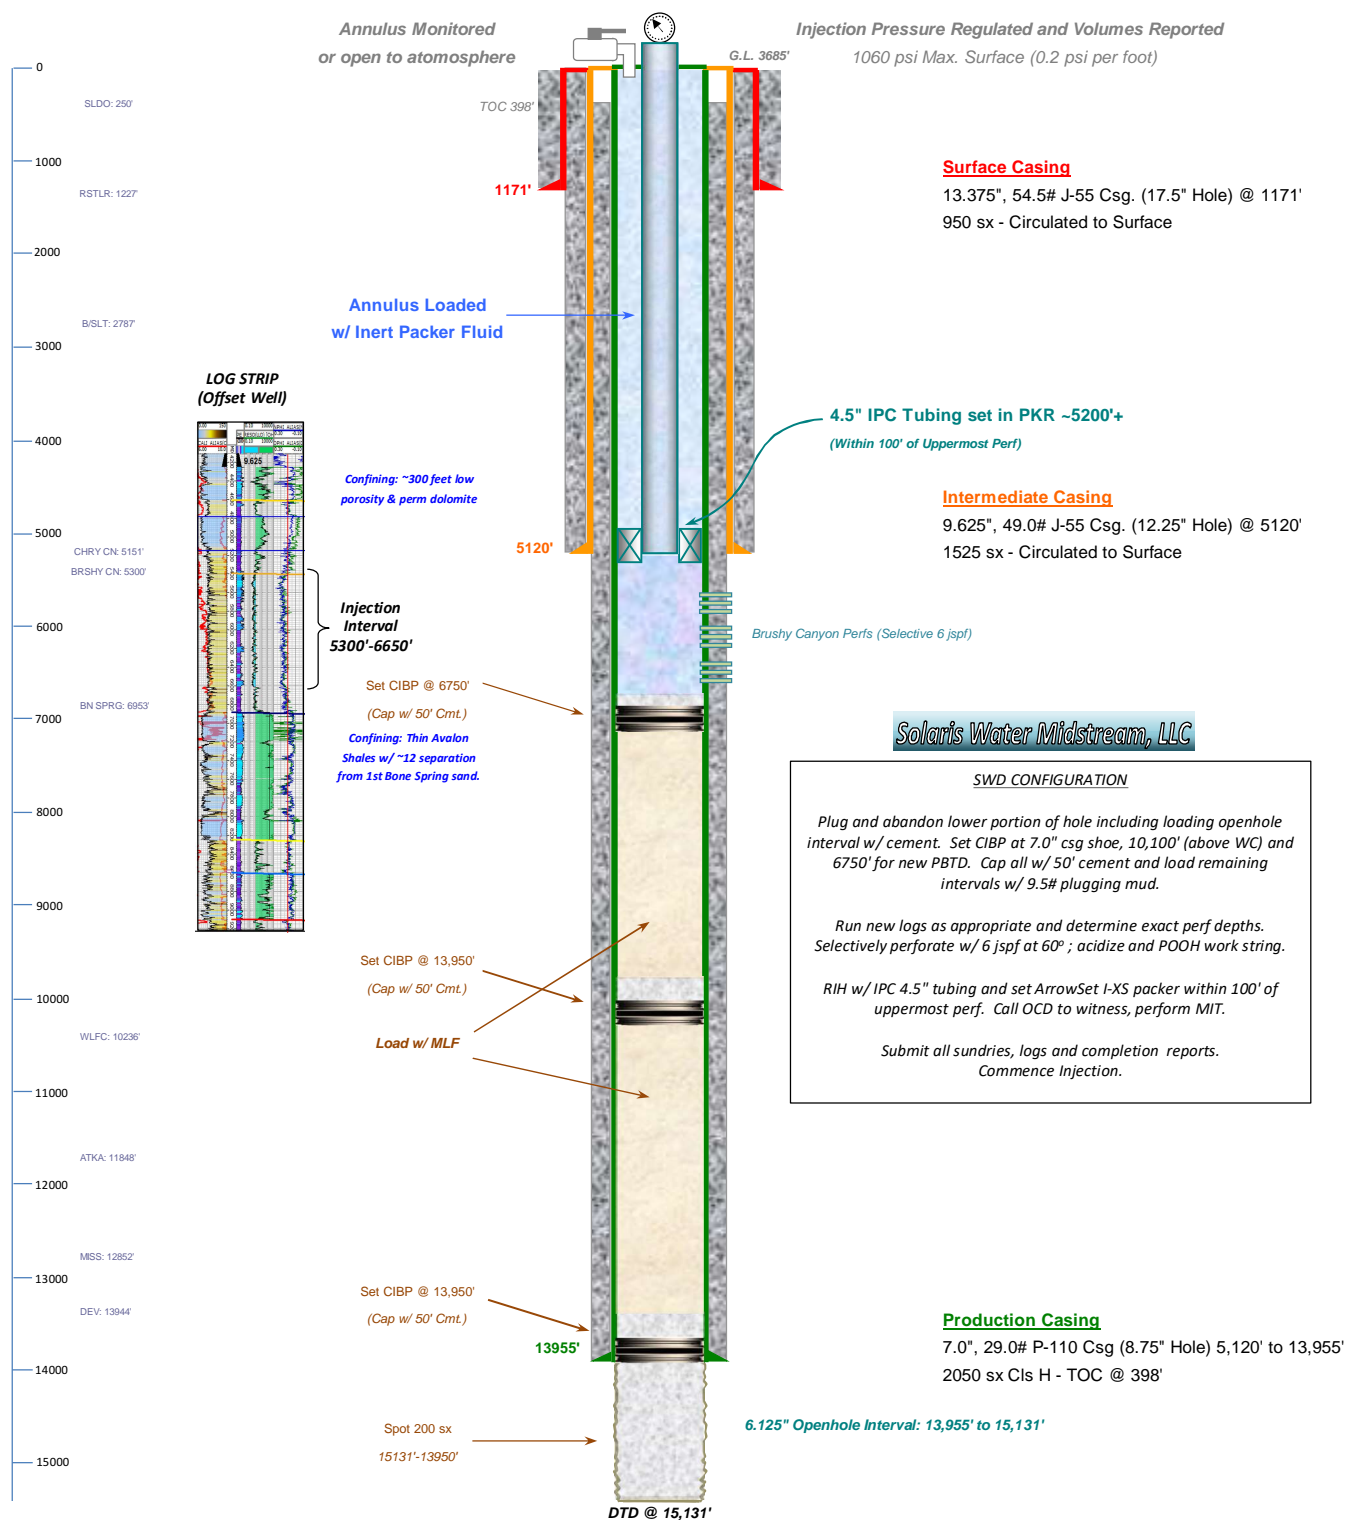 Annulus Monitored
or open to atomosphere
Injection Pressure Regulated and Volumes Reported
1060 psi Max. Surface (0.2 psi per foot)
G.L. 3685'
TOC 398'
0
1000
2000
3000
4000
5000
6000
7000
8000
9000
10000
11000
12000
13000
14000
15000
SLDO: 250'
RSTLR: 1227'
B/SLT: 2787'
CHRY CN: 5151'
BRSHY CN: 5300'
BN SPRG: 6953'
WLFC: 10236'
ATKA: 11848'
MISS: 12852'
DEV: 13944'
1171'
Surface Casing
13.375", 54.5# J-55 Csg. (17.5" Hole) @ 1171'
950 sx - Circulated to Surface
Annulus Loaded
w/ Inert Packer Fluid
LOG STRIP
(Offset Well)
9.625
4.5" IPC Tubing set in PKR ~5200'+
(Within 100' of Uppermost Perf)
Confining: ~300 feet low
porosity & perm dolomite
Intermediate Casing
9.625", 49.0# J-55 Csg. (12.25" Hole) @ 5120'
1525 sx - Circulated to Surface
5120'
Injection
Interval
5300'-6650'
Brushy Canyon Perfs (Selective 6 jspf)
Set CIBP @ 6750'
(Cap w/ 50' Cmt.)
Confining: Thin Avalon
Shales w/ ~12 separation
from 1st Bone Spring sand.
Solaris Water Midstream, LLC
SWD CONFIGURATION
Plug and abandon lower portion of hole including loading openhole
interval w/ cement. Set CIBP at 7.0" csg shoe, 10,100' (above WC) and
6750' for new PBTD. Cap all w/ 50' cement and load remaining
intervals w/ 9.5# plugging mud.
Run new logs as appropriate and determine exact perf depths.
Selectively perforate w/ 6 jspf at 60º ; acidize and POOH work string.
RIH w/ IPC 4.5" tubing and set ArrowSet I-XS packer within 100' of
uppermost perf. Call OCD to witness, perform MIT.
Submit all sundries, logs and completion reports.
Commence Injection.
Set CIBP @ 13,950'
(Cap w/ 50' Cmt.)
Load w/ MLF
Set CIBP @ 13,950'
(Cap w/ 50' Cmt.)
13955'
Production Casing
7.0", 29.0# P-110 Csg (8.75" Hole) 5,120' to 13,955'
2050 sx Cls H - TOC @ 398'
6.125" Openhole Interval: 13,955' to 15,131'
Spot 200 sx
15131'-13950'
DTD @ 15,131'